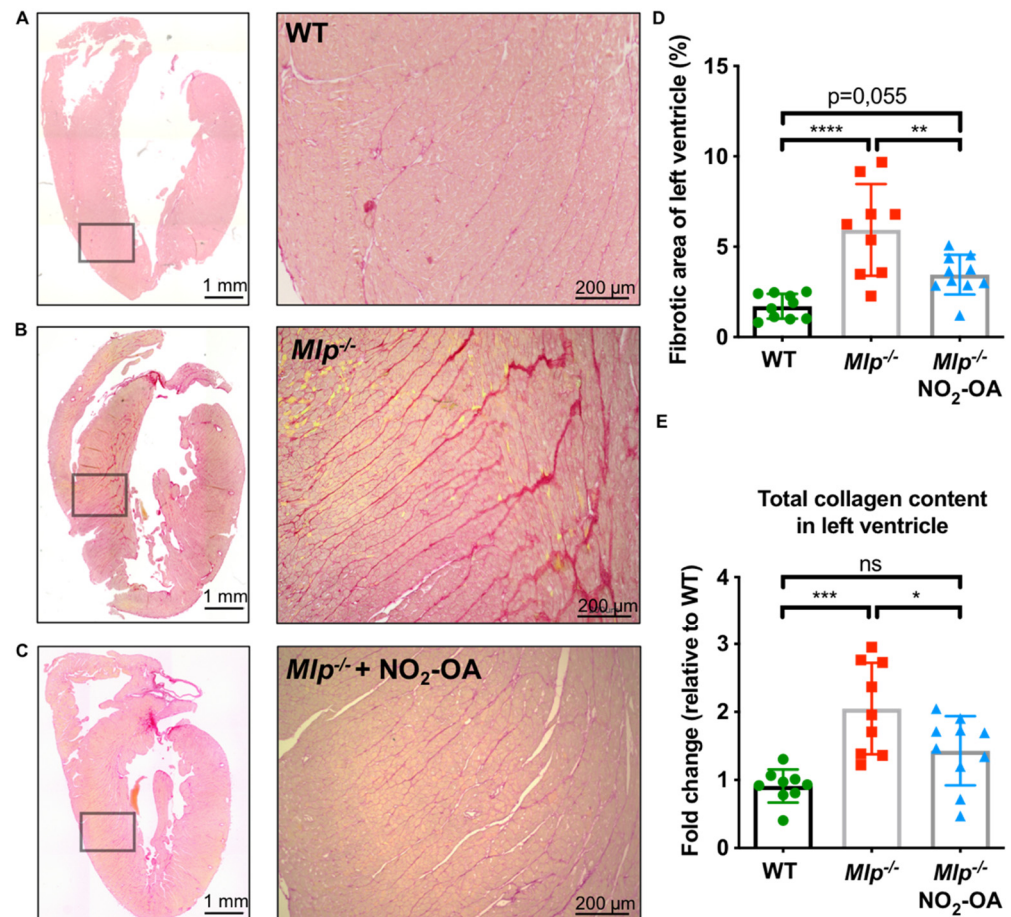 A
WT
1 mm
200 µm
B
Mlp-/-
1 mm
200 µm
C
Mlp-/- + NO2-OA
1 mm
200 µm
D
Fibrotic area of left ventricle (%)
15
10
5
0
p=0,055
****
**
WT
Mlp-/-
Mlp-/-
NO2-OA
E
Total collagen content
in left ventricle
Fold change (relative to WT)
4
3
2
1
0
ns
***
*
WT
Mlp-/-
Mlp-/-
NO2-OA